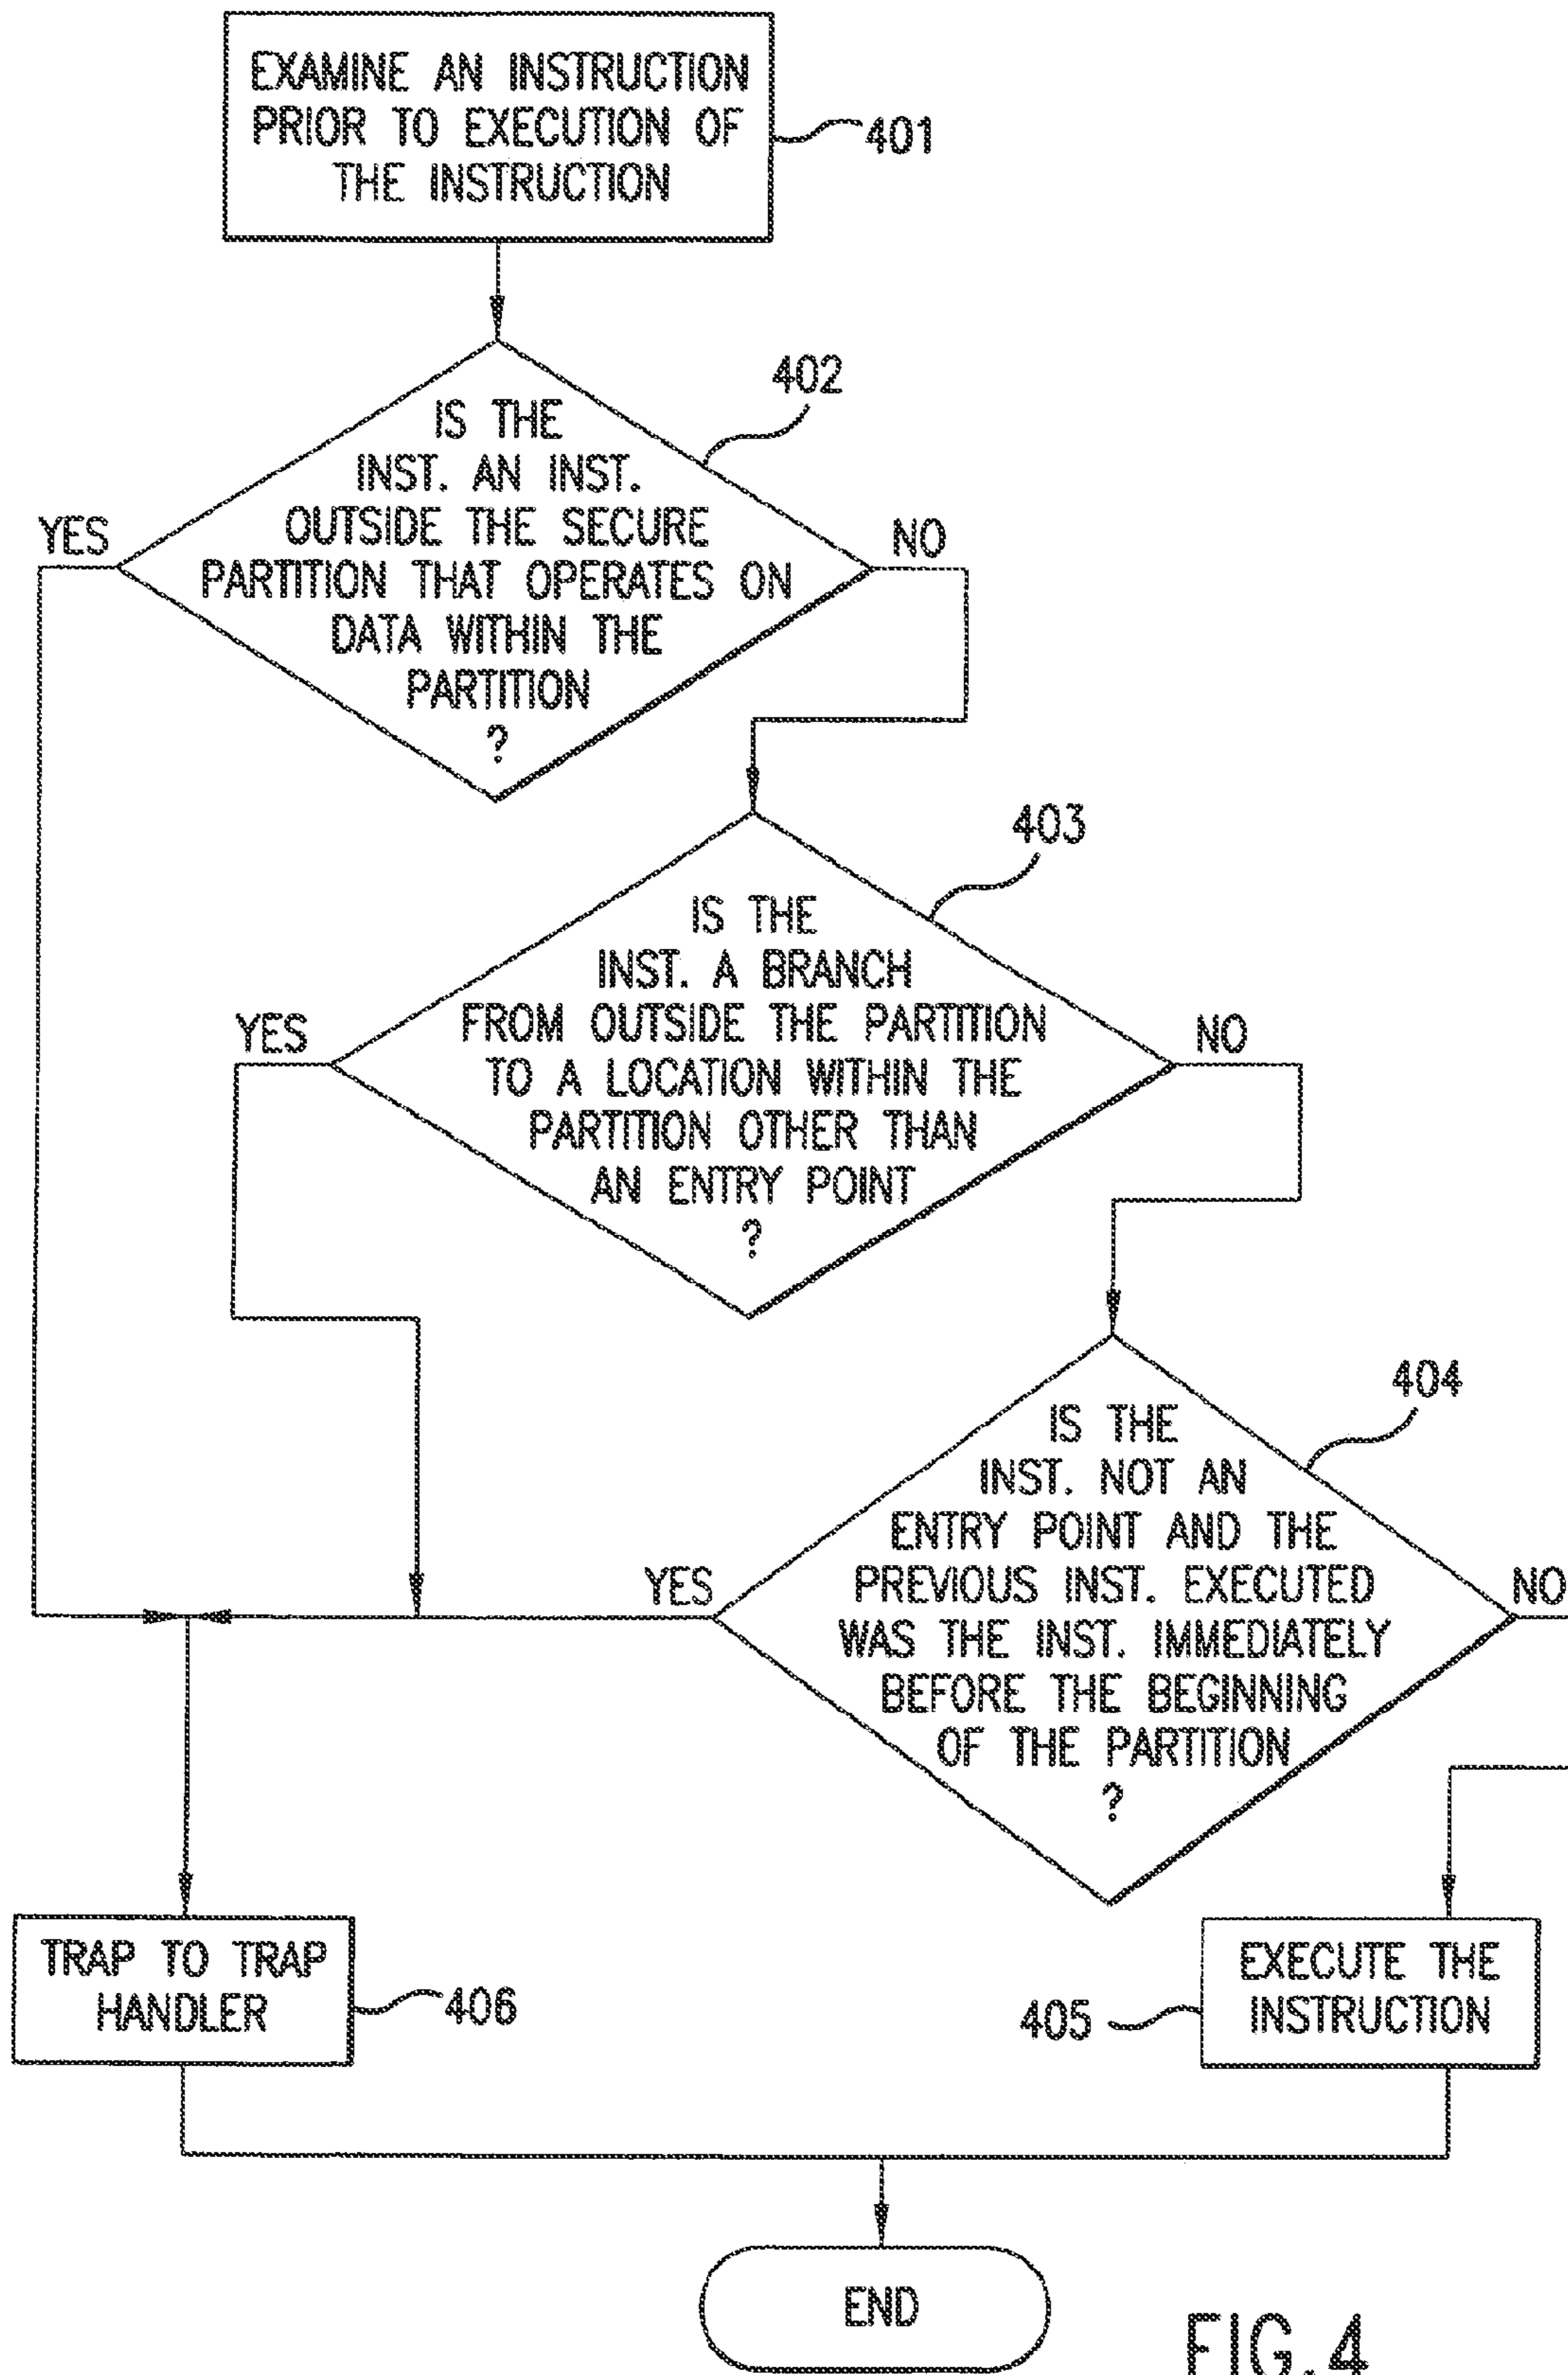 EXAMINE AN INSTRUCTION
PRIOR TO EXECUTION OF
THE INSTRUCTION
401
402
IS THE
INST. AN INST.
OUTSIDE THE SECURE
PARTITION THAT OPERATES ON
DATA WITHIN THE
PARTITION
?
YES
NO
403
IS THE
INST. A BRANCH
FROM OUTSIDE THE PARTITION
TO A LOCATION WITHIN THE
PARTITION OTHER THAN
AN ENTRY POINT
?
YES
NO
404
IS THE
INST. NOT AN
ENTRY POINT AND THE
PREVIOUS INST. EXECUTED
WAS THE INST. IMMEDIATELY
BEFORE THE BEGINNING
OF THE PARTITION
?
YES
NO
TRAP TO TRAP
HANDLER
406
405
EXECUTE THE
INSTRUCTION
END
FIG.4